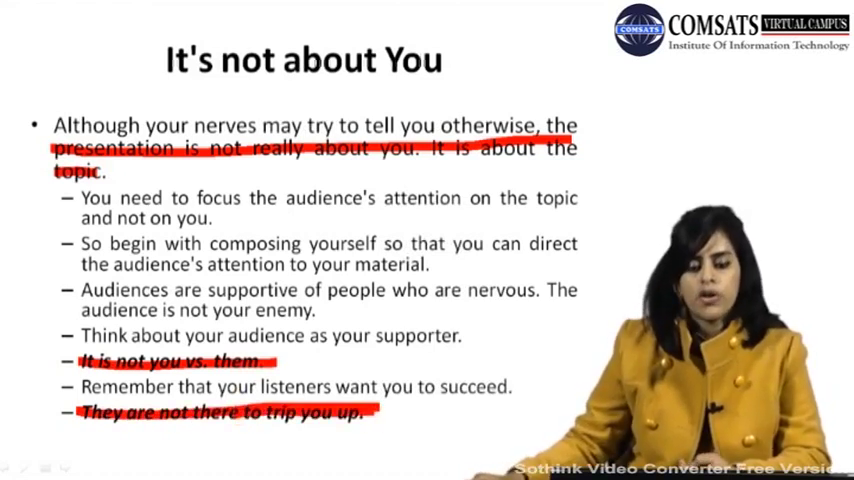 COMSATS
COMSATS VIRTUAL CAMPUS
Institute Of Information Technology
It's not about You
• Although your nerves may try to tell you otherwise, the
presentation is not really about you. It is about the
topic.
– You need to focus the audience's attention on the topic
and not on you.
– So begin with composing yourself so that you can direct
the audience's attention to your material.
– Audiences are supportive of people who are nervous. The
audience is not your enemy.
– Think about your audience as your supporter.
– It is not you vs. them.
– Remember that your listeners want you to succeed.
– They are not there to trip you up.
Sothink Video Converter Free Version